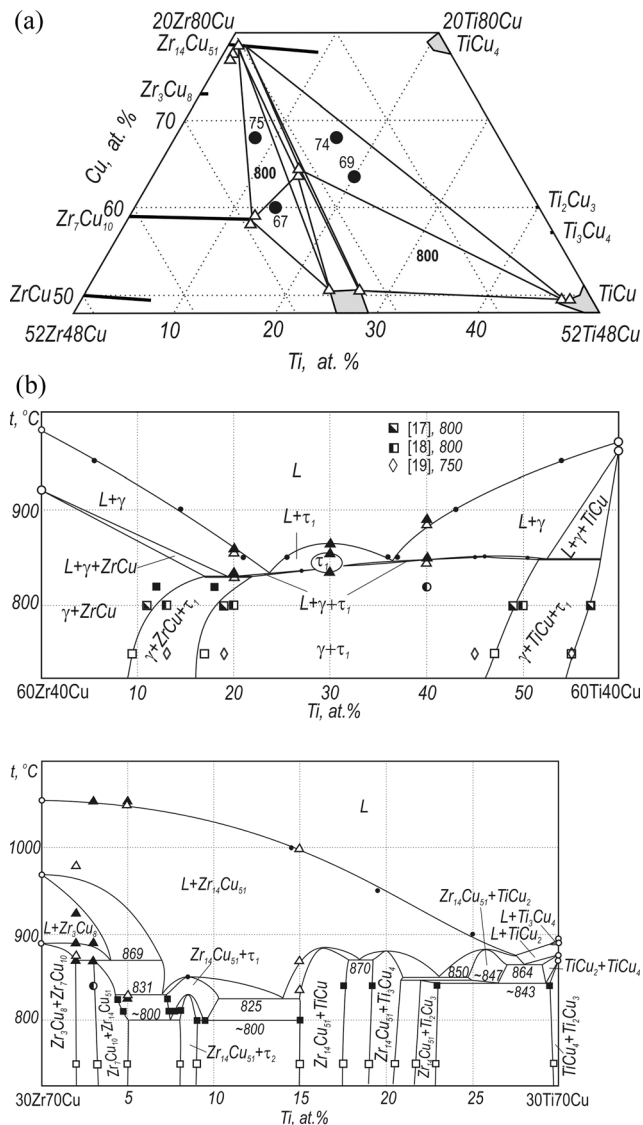 (a)
20Zr80Cu
20Ti80Cu
Zr14Cu51
TiCu4
Zr3Cu8
70
75
74
Cu, at. %
800
69
Zr7Cu10
60
67
Ti2Cu3
Ti3Cu4
800
ZrCu
50
TiCu
52Zr48Cu
10
20
30
40
52Ti48Cu
Ti, at. %
(b)
t, °C
[17], 800
[18], 800
[19], 750
L
L+γ
L+γ
900
L+τ1
L+γ+TiCu
L+γ+ZrCu
τ1
800
γ+ZrCu
γ+ZrCu+τ1
L+γ+τ1
γ+τ1
γ+TiCu+τ1
60Zr40Cu
10
20
30
40
50
60Ti40Cu
Ti, at.%
t, °C
L
1000
L+Zr14Cu51
Zr14Cu51+TiCu2
L+Ti3Cu4
L+TiCu2
L+Zr3Cu8
900
869
Zr14Cu51+τ1
870
850
~847
864
TiCu2+TiCu4
831
825
~843
800
~800
~800
Zr3Cu8+Zr7Cu10
Zr7Cu10+Zr14Cu51
Zr14Cu51+τ2
Zr14Cu51+TiCu
Zr14Cu51+Ti3Cu4
Zr14Cu51+Ti2Cu3
TiCu4+Ti2Cu3
30Zr70Cu
5
10
15
20
25
30Ti70Cu
Ti, at.%